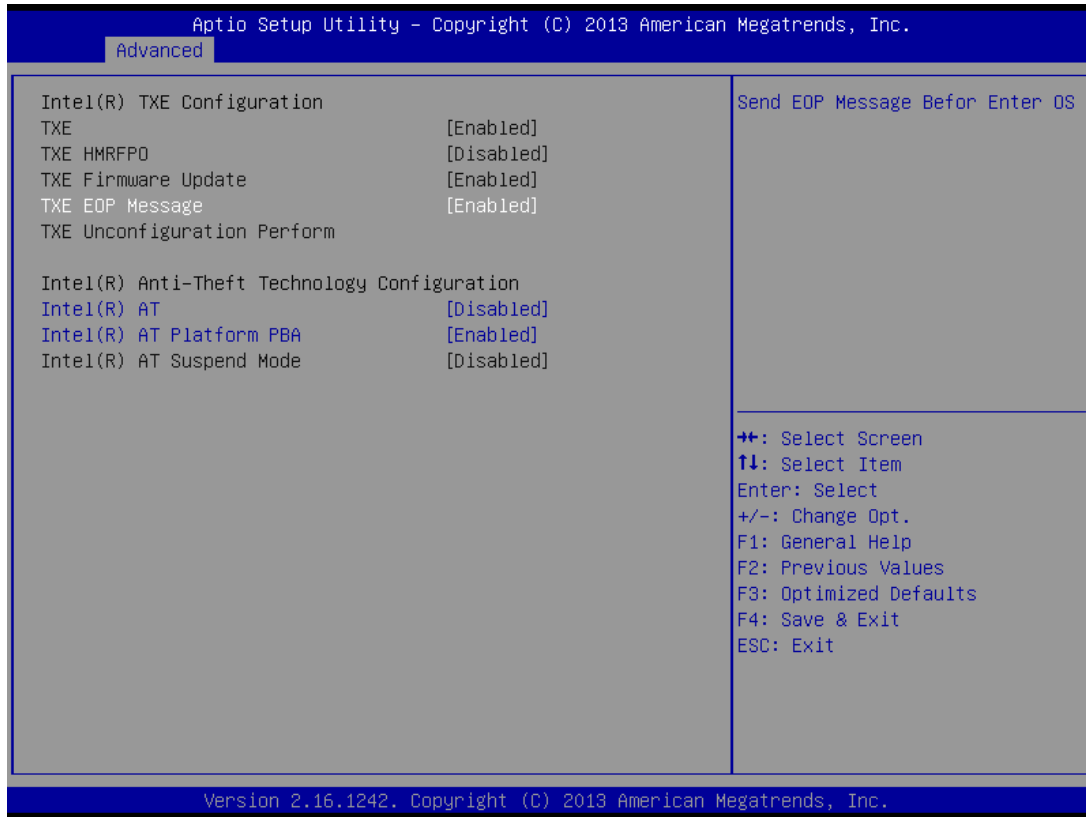 Aptio Setup Utility – Copyright (C) 2013 American Megatrends, Inc.
Advanced
Intel(R) TXE Configuration
TXE [Enabled]
TXE HMRFPO [Disabled]
TXE Firmware Update [Enabled]
TXE EOP Message [Enabled]
TXE Unconfiguration Perform
Intel(R) Anti-Theft Technology Configuration
Intel(R) AT [Disabled]
Intel(R) AT Platform PBA [Enabled]
Intel(R) AT Suspend Mode [Disabled]
Send EOP Message Befor Enter OS
→←: Select Screen
↑↓: Select Item
Enter: Select
+/-: Change Opt.
F1: General Help
F2: Previous Values
F3: Optimized Defaults
F4: Save & Exit
ESC: Exit
Version 2.16.1242. Copyright (C) 2013 American Megatrends, Inc.